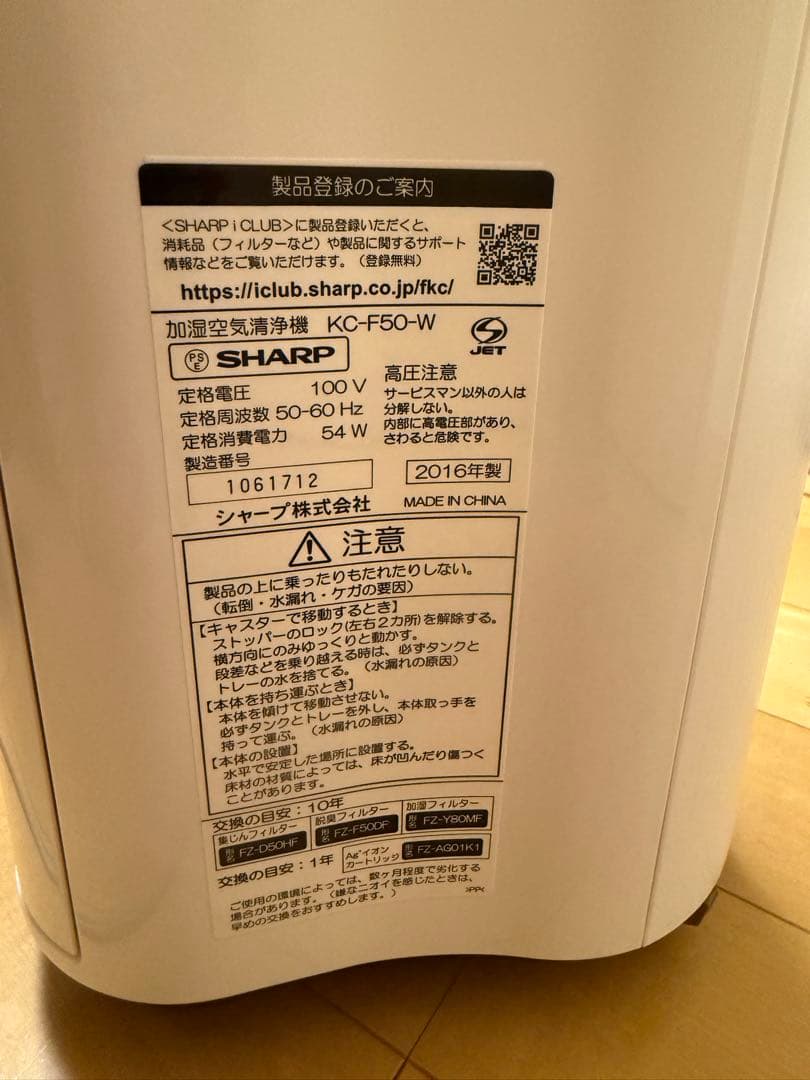 製品登録のご案内
<SHARP i CLUB>に製品登録いただくと、
消耗品（フィルターなど）や製品に関するサポート
情報などをご覧いただけます。（登録無料）
https://iclub.sharp.co.jp/fkc/
加湿空気清浄機 KC-F50-W
PSE SHARP
JET
定格電圧 100 V
定格周波数 50-60 Hz
定格消費電力 54 W
製造番号
1061712
シャープ株式会社
高圧注意
サービスマン以外の人は
分解しない。
内部に高電圧部があり、
さわると危険です。
2016年製
MADE IN CHINA
注意
製品の上に乗ったりもたれたりしない。
（転倒・水漏れ・ケガの要因）
【キャスターで移動するとき】
ストッパーのロック(左右2カ所)を解除する。
横方向にのみゆっくりと動かす。
段差などを乗り越える時は、必ずタンクと
トレーの水を捨てる。（水漏れの原因）
【本体を持ち運ぶとき】
本体を傾けて移動させない。
必ずタンクとトレーを外し、本体取っ手を
持って運ぶ。（水漏れの原因）
【本体の設置】
水平で安定した場所に設置する。
床材の材質によっては、床が凹んだり傷つく
ことがあります。
交換の目安：10年
集じんフィルター
形名 FZ-D50HF
脱臭フィルター
形名 FZ-F50DF
加湿フィルター
形名 FZ-Y80MF
交換の目安：1年
Ag⁺イオン
カートリッジ
形名 FZ-AG01K1
ご使用の環境によっては、数ヶ月程度で劣化する
場合があります。（嫌なニオイを感じたときは、
早めの交換をおすすめします。）
>PP<